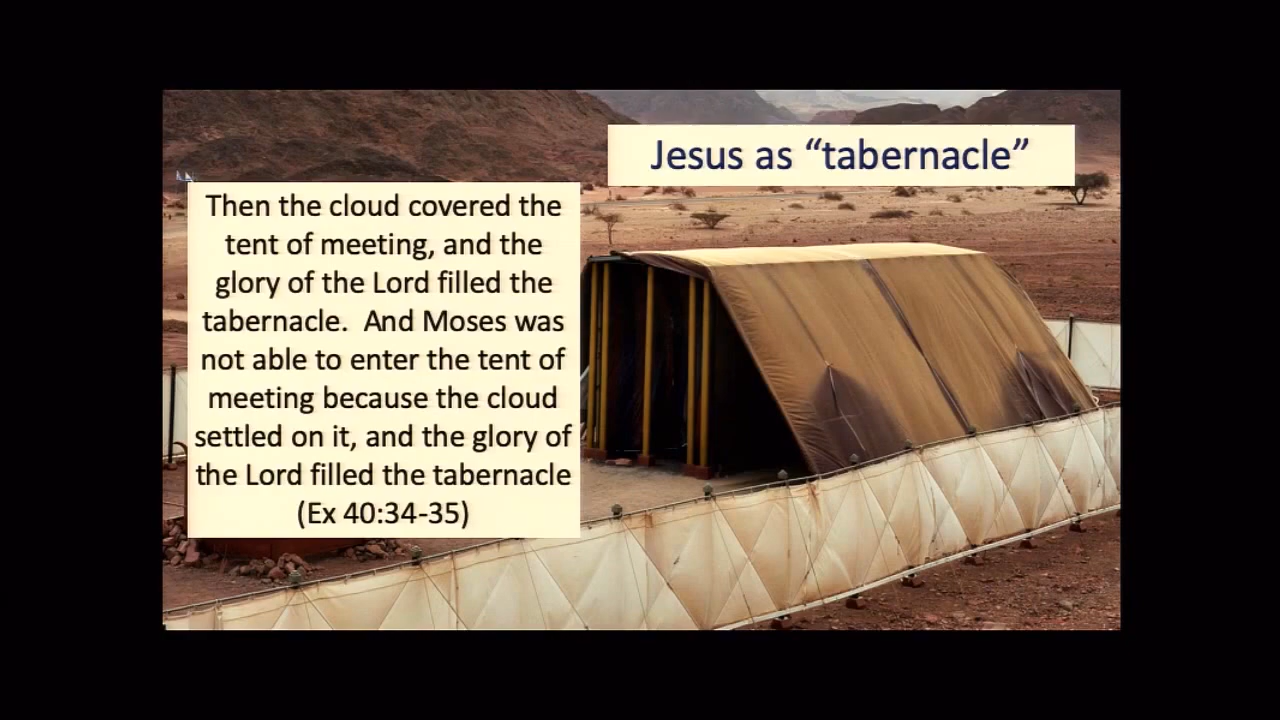 Jesus as “tabernacle”
Then the cloud covered the
tent of meeting, and the
glory of the Lord filled the
tabernacle.  And Moses was
not able to enter the tent of
meeting because the cloud
settled on it, and the glory of
the Lord filled the tabernacle
(Ex 40:34-35)